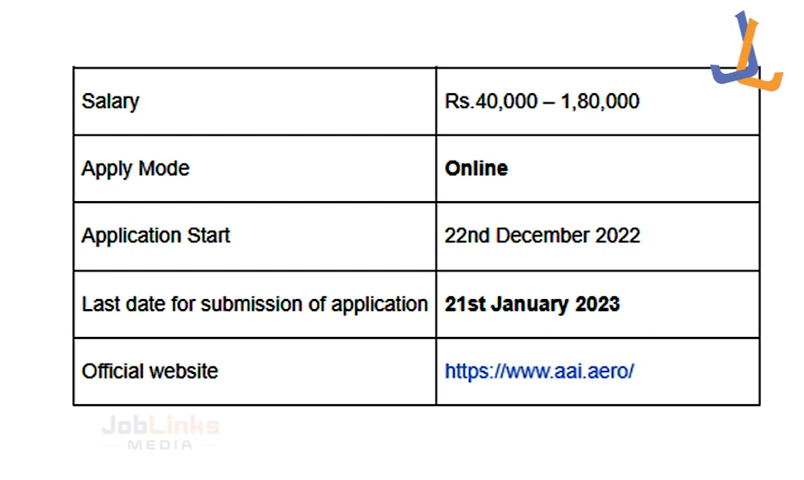 Salary Rs.40,000 – 1,80,000
Apply Mode Online
Application Start 22nd December 2022
Last date for submission of application 21st January 2023
Official website https://www.aai.aero/
JobLinks
MEDIA